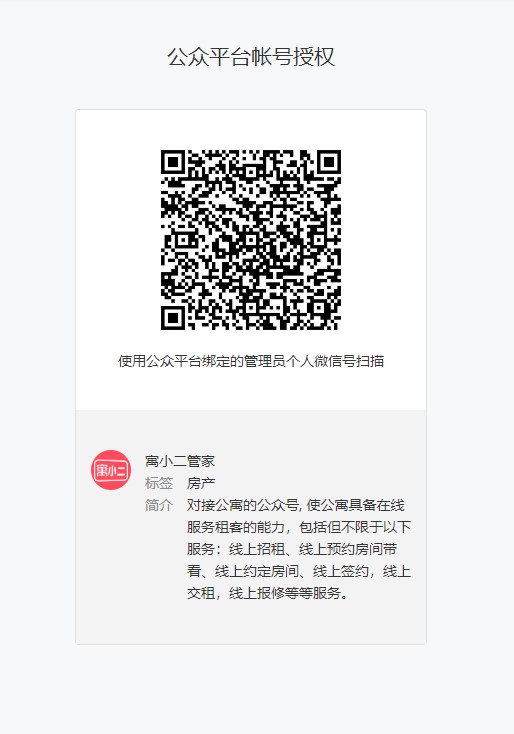 公众平台帐号授权
使用公众平台绑定的管理员个人微信号扫描
寓小二
寓小二管家
标签 房产
简介 对接公寓的公众号, 使公寓具备在线
服务租客的能力，包括但不限于以下
服务：线上招租、线上预约房间带
看、线上约定房间、线上签约，线上
交租，线上报修等等服务。